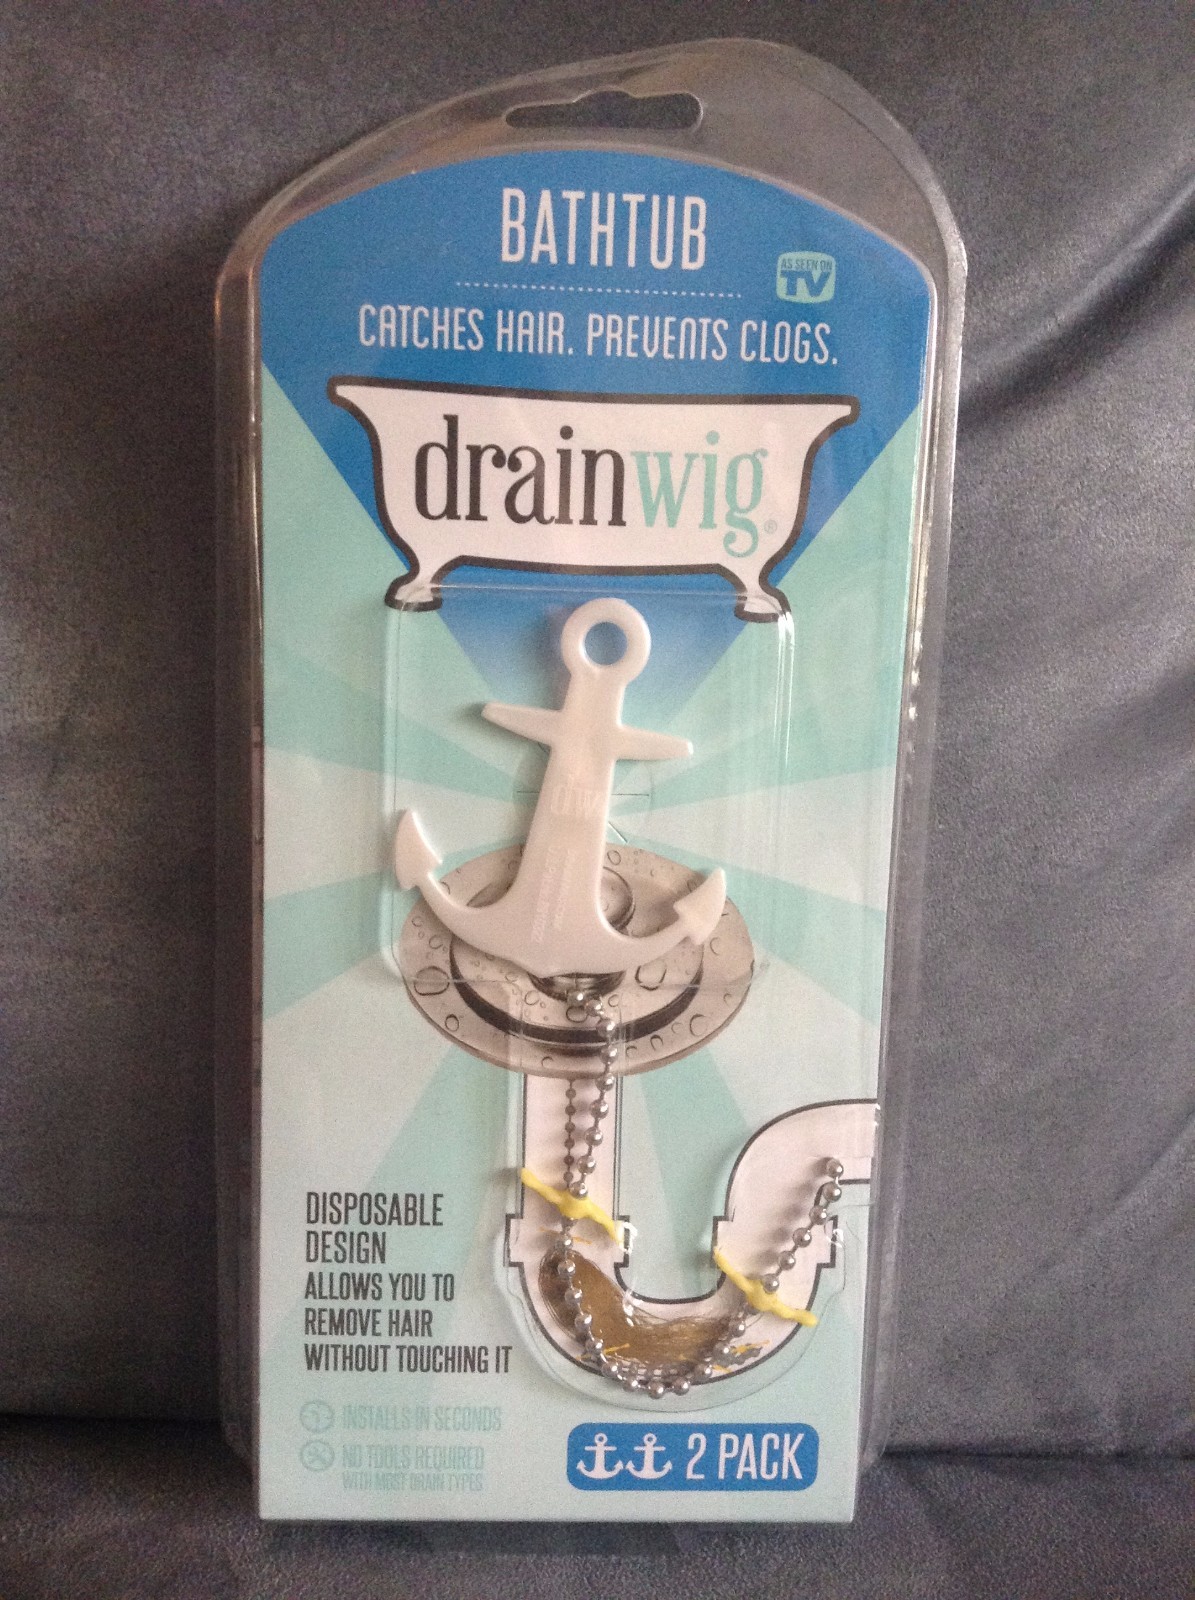 BATHTUB
AS SEEN ON
TV
CATCHES HAIR. PREVENTS CLOGS.
drainwig®
DISPOSABLE
DESIGN
ALLOWS YOU TO
REMOVE HAIR
WITHOUT TOUCHING IT
INSTALLS IN SECONDS
NO TOOLS REQUIRED
WITH MOST DRAIN TYPES
2 PACK